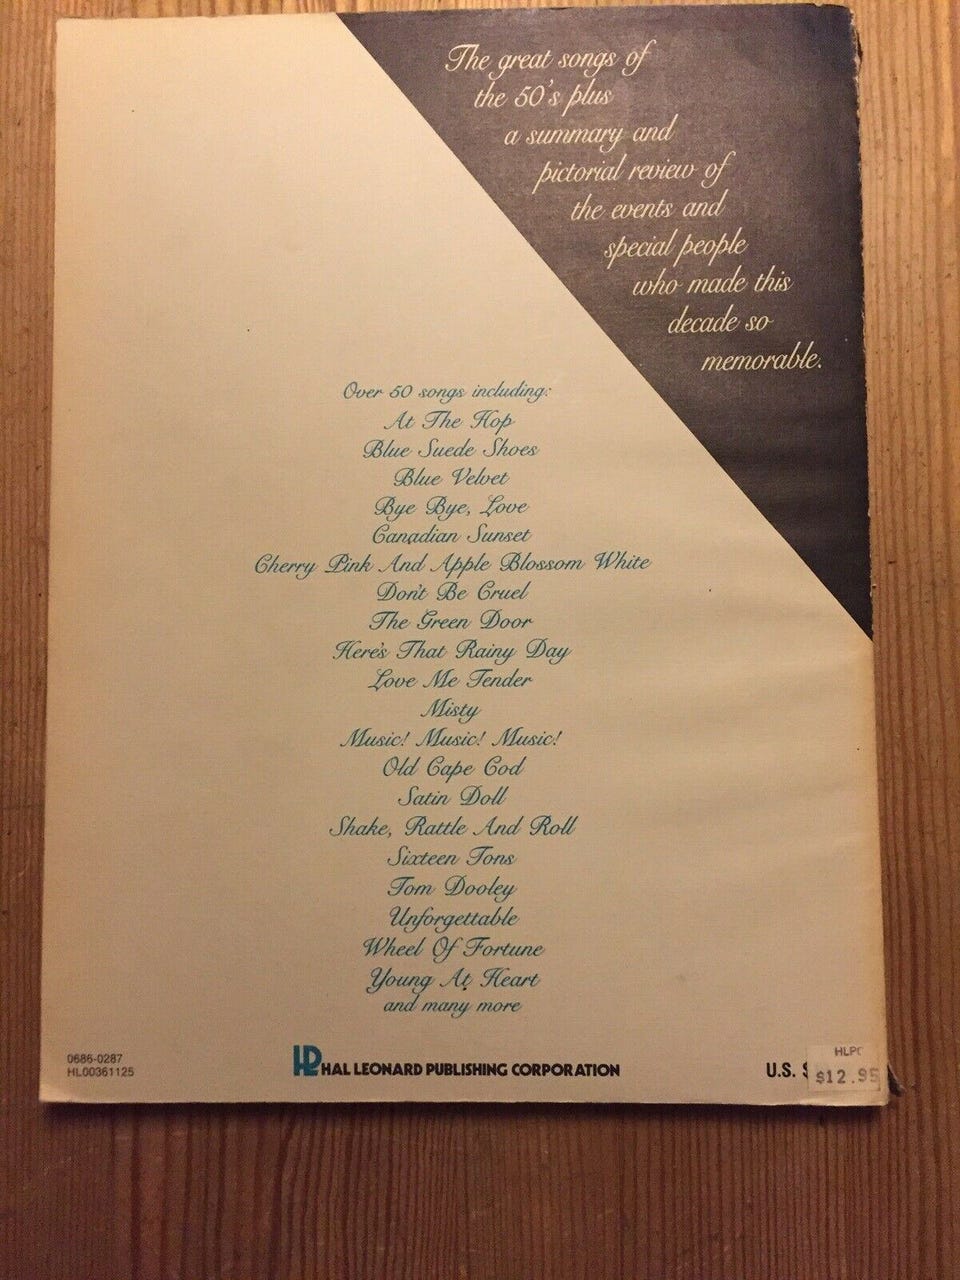 The great songs of
the 50's plus
a summary and
pictorial review of
the events and
special people
who made this
decade so
memorable.
Over 50 songs including:
At The Hop
Blue Suede Shoes
Blue Velvet
Bye Bye, Love
Canadian Sunset
Cherry Pink And Apple Blossom White
Don't Be Cruel
The Green Door
Here's That Rainy Day
Love Me Tender
Misty
Music! Music! Music!
Old Cape Cod
Satin Doll
Shake, Rattle And Roll
Sixteen Tons
Tom Dooley
Unforgettable
Wheel Of Fortune
Young At Heart
and many more
0686-0287
HL00361125
HAL LEONARD PUBLISHING CORPORATION
U.S. $
$12.95